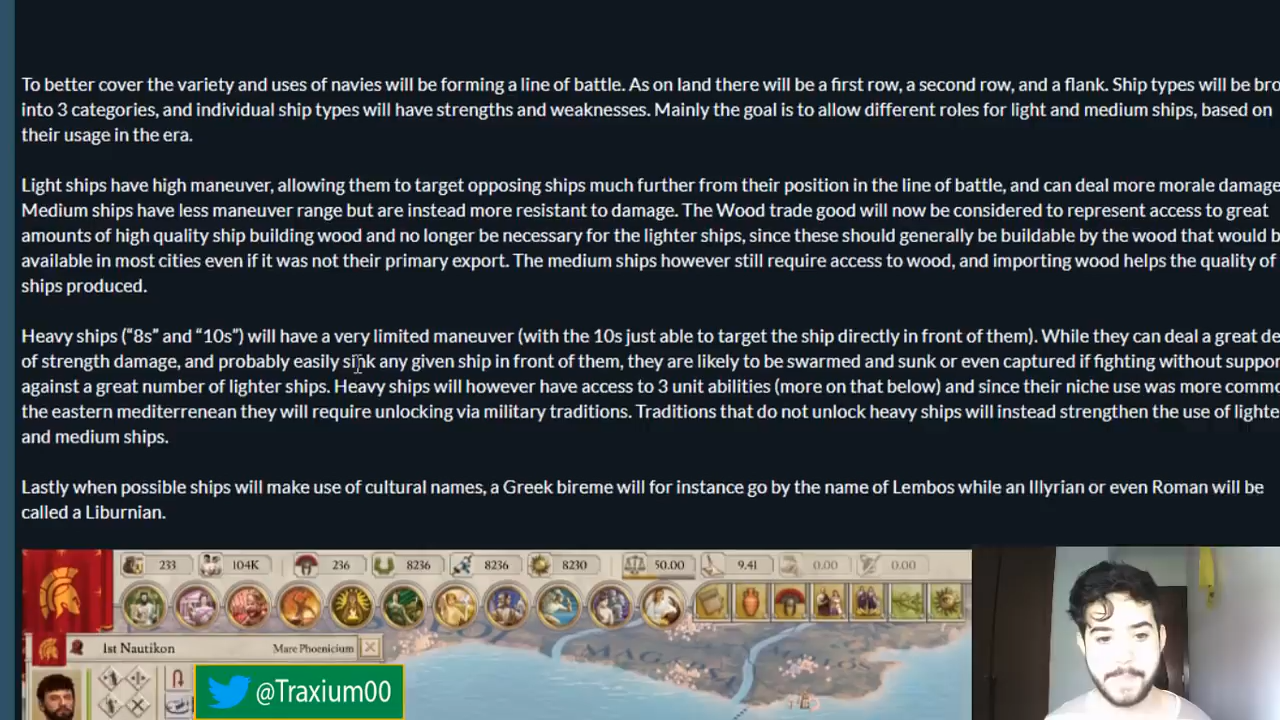 To better cover the variety and uses of navies will be forming a line of battle. As on land there will be a first row, a second row, and a flank. Ship types will be bro
into 3 categories, and individual ship types will have strengths and weaknesses. Mainly the goal is to allow different roles for light and medium ships, based on
their usage in the era.
Light ships have high maneuver, allowing them to target opposing ships much further from their position in the line of battle, and can deal more morale damage
Medium ships have less maneuver range but are instead more resistant to damage. The Wood trade good will now be considered to represent access to great
amounts of high quality ship building wood and no longer be necessary for the lighter ships, since these should generally be buildable by the wood that would b
available in most cities even if it was not their primary export. The medium ships however still require access to wood, and importing wood helps the quality of
ships produced.
Heavy ships (“8s” and “10s”) will have a very limited maneuver (with the 10s just able to target the ship directly in front of them). While they can deal a great de
of strength damage, and probably easily sink any given ship in front of them, they are likely to be swarmed and sunk or even captured if fighting without suppor
against a great number of lighter ships. Heavy ships will however have access to 3 unit abilities (more on that below) and since their niche use was more commo
the eastern mediterrenean they will require unlocking via military traditions. Traditions that do not unlock heavy ships will instead strengthen the use of lighte
and medium ships.
Lastly when possible ships will make use of cultural names, a Greek bireme will for instance go by the name of Lembos while an Illyrian or even Roman will be
called a Liburnian.
233 104K 236 8236 8236 8230 50.00 9.41 0.00 0.00
1st Nautikon Mare Phoenicium
@Traxium00